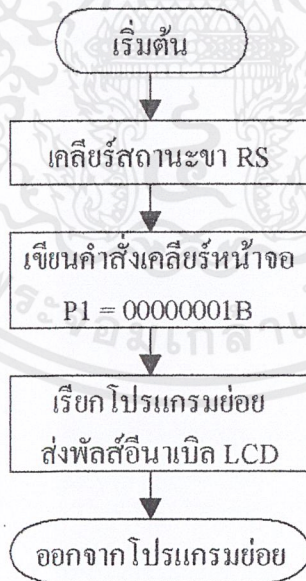 เริ่มต้น
เคลียร์สถานะขา RS
เขียนคำสั่งเคลียร์หน้าจอ
P1 = 00000001B
เรียกโปรแกรมย่อย
ส่งพัลส์อีนาเบิล LCD
ออกจากโปรแกรมย่อย